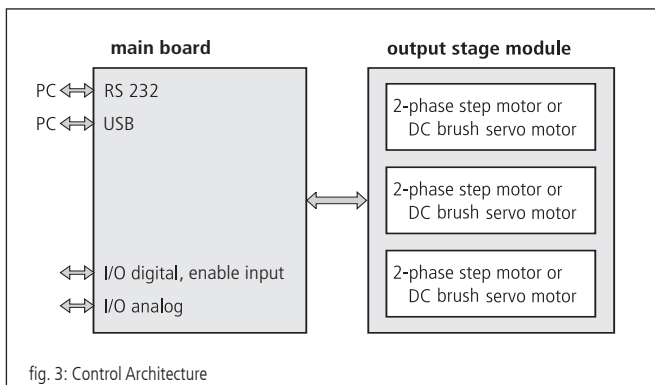 main board
output stage module
PC
RS 232
PC
USB
I/O digital, enable input
I/O analog
2-phase step motor or
DC brush servo motor
2-phase step motor or
DC brush servo motor
2-phase step motor or
DC brush servo motor
fig. 3: Control Architecture